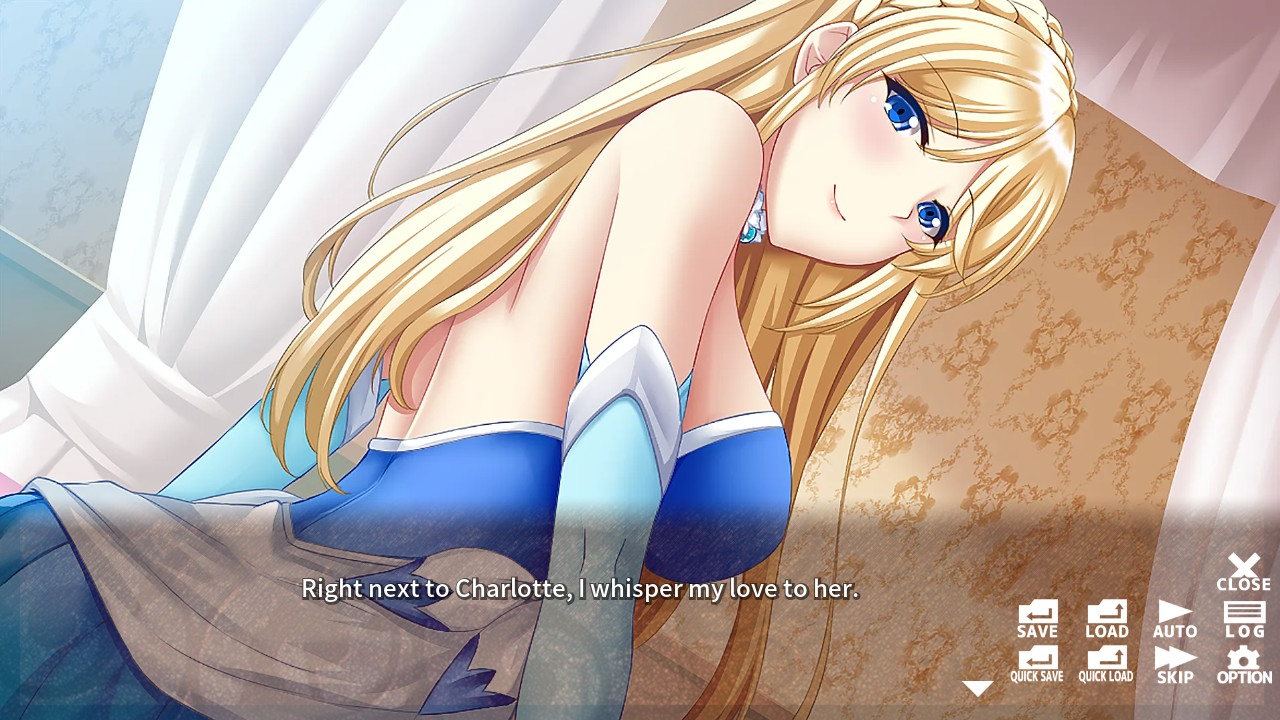 Right next to Charlotte, I whisper my love to her.
CLOSE
SAVE
LOAD
AUTO
LOG
QUICK SAVE
QUICK LOAD
SKIP
OPTION